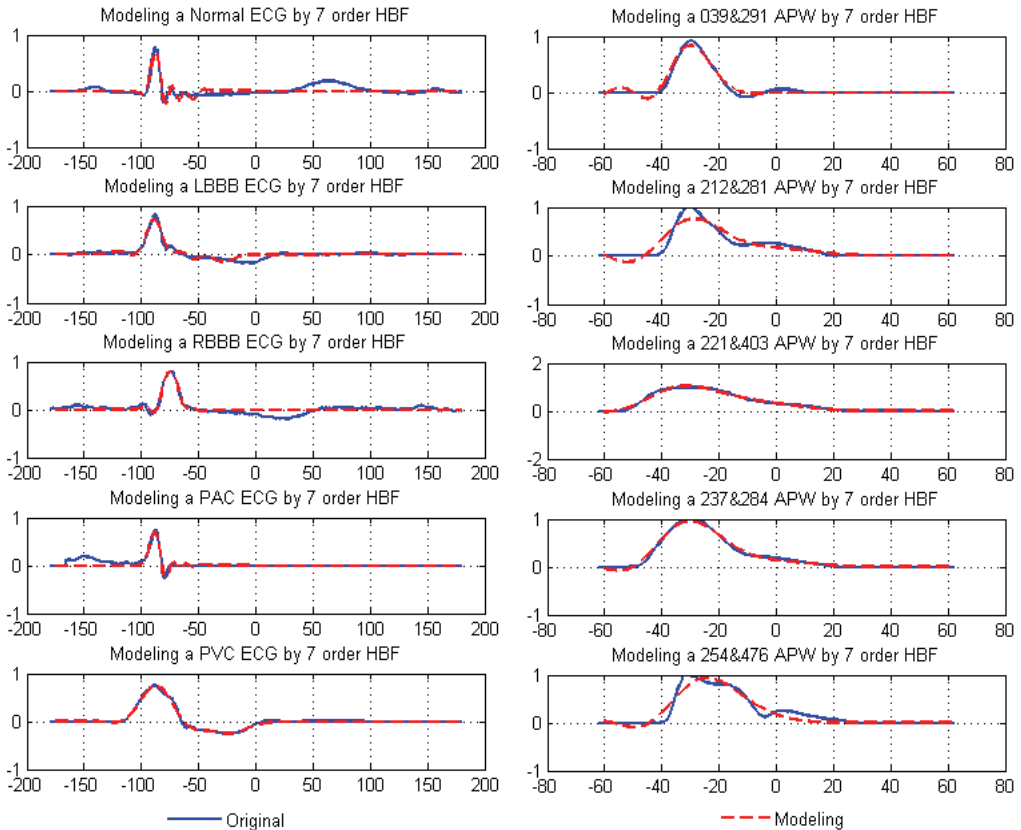 Modeling a Normal ECG by 7 order HBF
1
0
-1
-200 -150 -100 -50 0 50 100 150 200
Modeling a LBBB ECG by 7 order HBF
1
0
-1
-200 -150 -100 -50 0 50 100 150 200
Modeling a RBBB ECG by 7 order HBF
1
0
-1
-200 -150 -100 -50 0 50 100 150 200
Modeling a PAC ECG by 7 order HBF
1
0
-1
-200 -150 -100 -50 0 50 100 150 200
Modeling a PVC ECG by 7 order HBF
1
0
-1
-200 -150 -100 -50 0 50 100 150 200
Original
Modeling a 039&291 APW by 7 order HBF
1
0
-1
-80 -60 -40 -20 0 20 40 60 80
Modeling a 212&281 APW by 7 order HBF
1
0
-1
-80 -60 -40 -20 0 20 40 60 80
Modeling a 221&403 APW by 7 order HBF
2
0
-2
-80 -60 -40 -20 0 20 40 60 80
Modeling a 237&284 APW by 7 order HBF
1
0
-1
-80 -60 -40 -20 0 20 40 60 80
Modeling a 254&476 APW by 7 order HBF
1
0
-1
-80 -60 -40 -20 0 20 40 60 80
Modeling